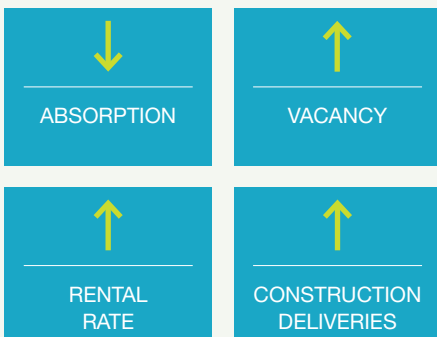 ABSORPTION
VACANCY
RENTAL
RATE
CONSTRUCTION
DELIVERIES